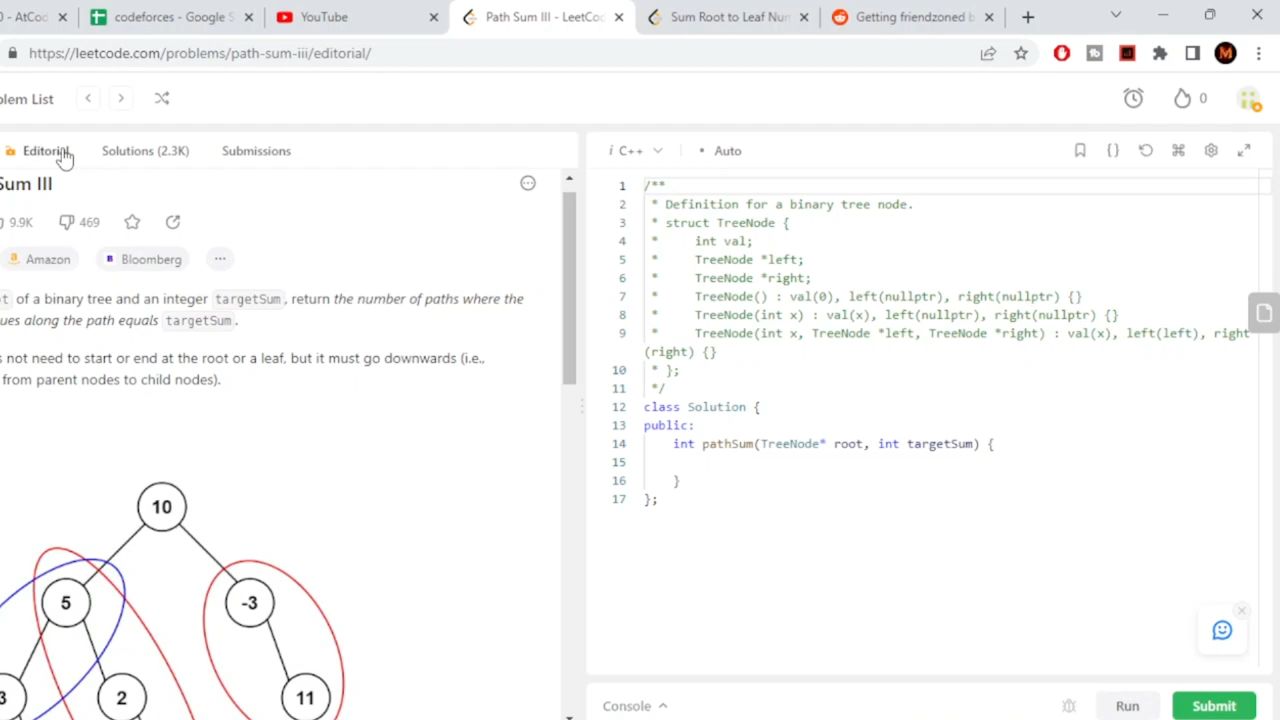 0 - AtCod
codeforces - Google S
YouTube
Path Sum III - LeetCod
Sum Root to Leaf Num
Getting friendzoned b
https://leetcode.com/problems/path-sum-iii/editorial/
M
blem List
0
Editorial
Solutions (2.3K)
Submissions
Sum III
9.9K
469
Amazon
Bloomberg
...
ot of a binary tree and an integer targetSum, return the number of paths where the
ues along the path equals targetSum.
s not need to start or end at the root or a leaf, but it must go downwards (i.e.,
from parent nodes to child nodes).
10
5
-3
3
2
11
i C++
• Auto
{}
1 /**
2 * Definition for a binary tree node.
3 * struct TreeNode {
4 *     int val;
5 *     TreeNode *left;
6 *     TreeNode *right;
7 *     TreeNode() : val(0), left(nullptr), right(nullptr) {}
8 *     TreeNode(int x) : val(x), left(nullptr), right(nullptr) {}
9 *     TreeNode(int x, TreeNode *left, TreeNode *right) : val(x), left(left), right
(right) {}
10 * };
11 */
12 class Solution {
13 public:
14     int pathSum(TreeNode* root, int targetSum) {
15
16     }
17 };
Console
Run
Submit